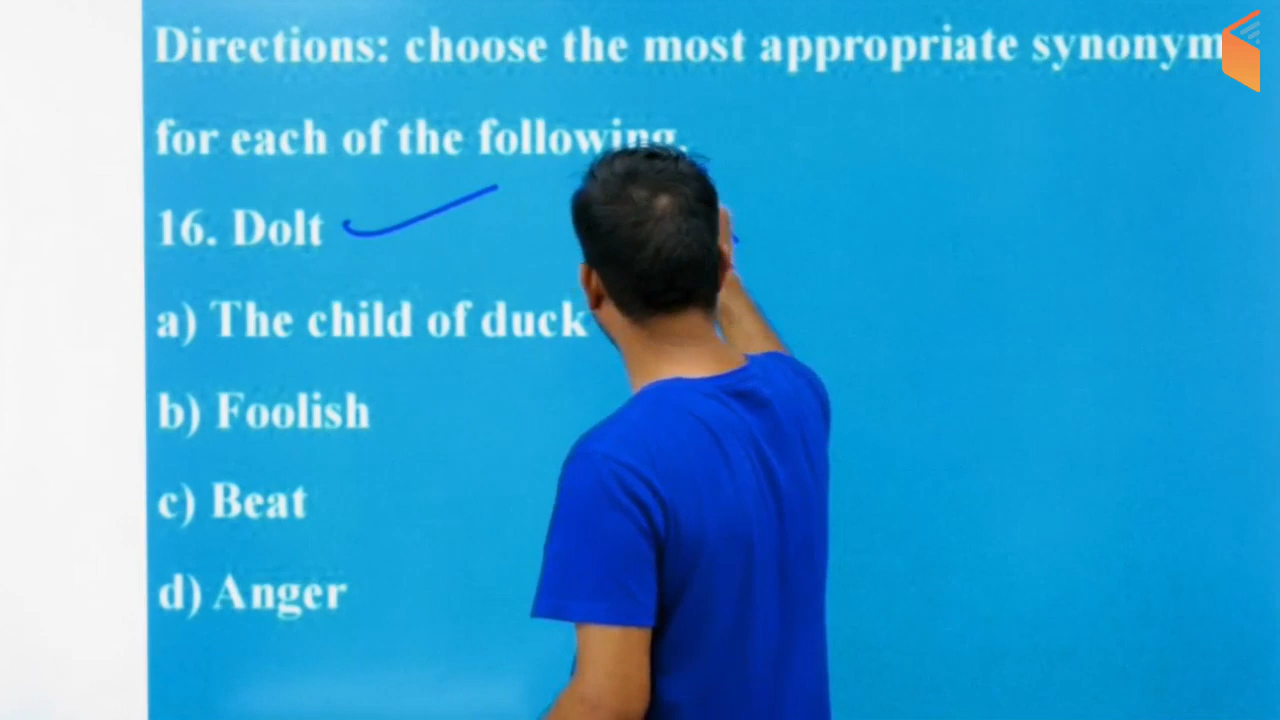 Directions: choose the most appropriate synonym
for each of the following.
16. Dolt
a) The child of duck
b) Foolish
c) Beat
d) Anger